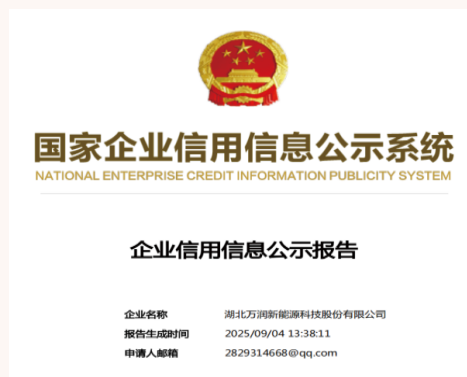 国家企业信用信息公示系统
NATIONAL ENTERPRISE CREDIT INFORMATION PUBLICITY SYSTEM
企业信用信息公示报告
企业名称 湖北万润新能源科技股份有限公司
报告生成时间 2025/09/04 13:38:11
申请人邮箱 2829314668@qq.com